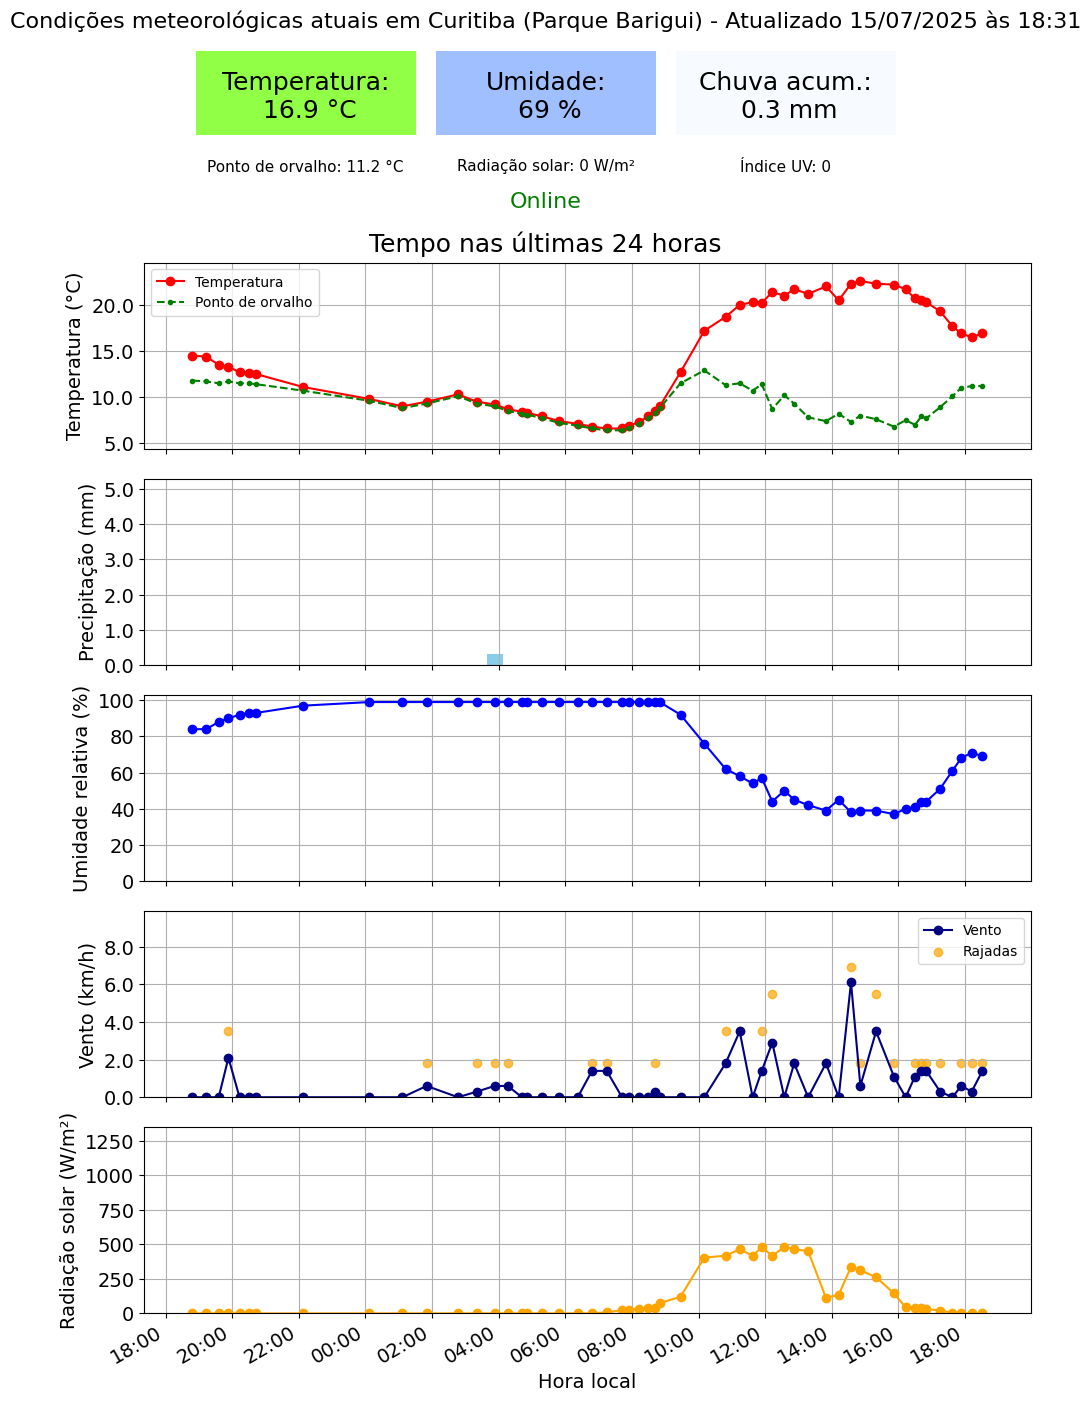 Condições meteorológicas atuais em Curitiba (Parque Barigui) - Atualizado 15/07/2025 às 18:31
Temperatura:
16.9 °C
Umidade:
69 %
Chuva acum.:
0.3 mm
Ponto de orvalho: 11.2 °C
Radiação solar: 0 W/m²
Índice UV: 0
Online
Tempo nas últimas 24 horas
Temperatura (°C)
20.0
15.0
10.0
5.0
Temperatura
Ponto de orvalho
Precipitação (mm)
5.0
4.0
3.0
2.0
1.0
0.0
Umidade relativa (%)
100
80
60
40
20
0
Vento (km/h)
8.0
6.0
4.0
2.0
0.0
Vento
Rajadas
Radiação solar (W/m²)
1250
1000
750
500
250
0
18:00
20:00
22:00
00:00
02:00
04:00
06:00
08:00
10:00
12:00
14:00
16:00
18:00
Hora local